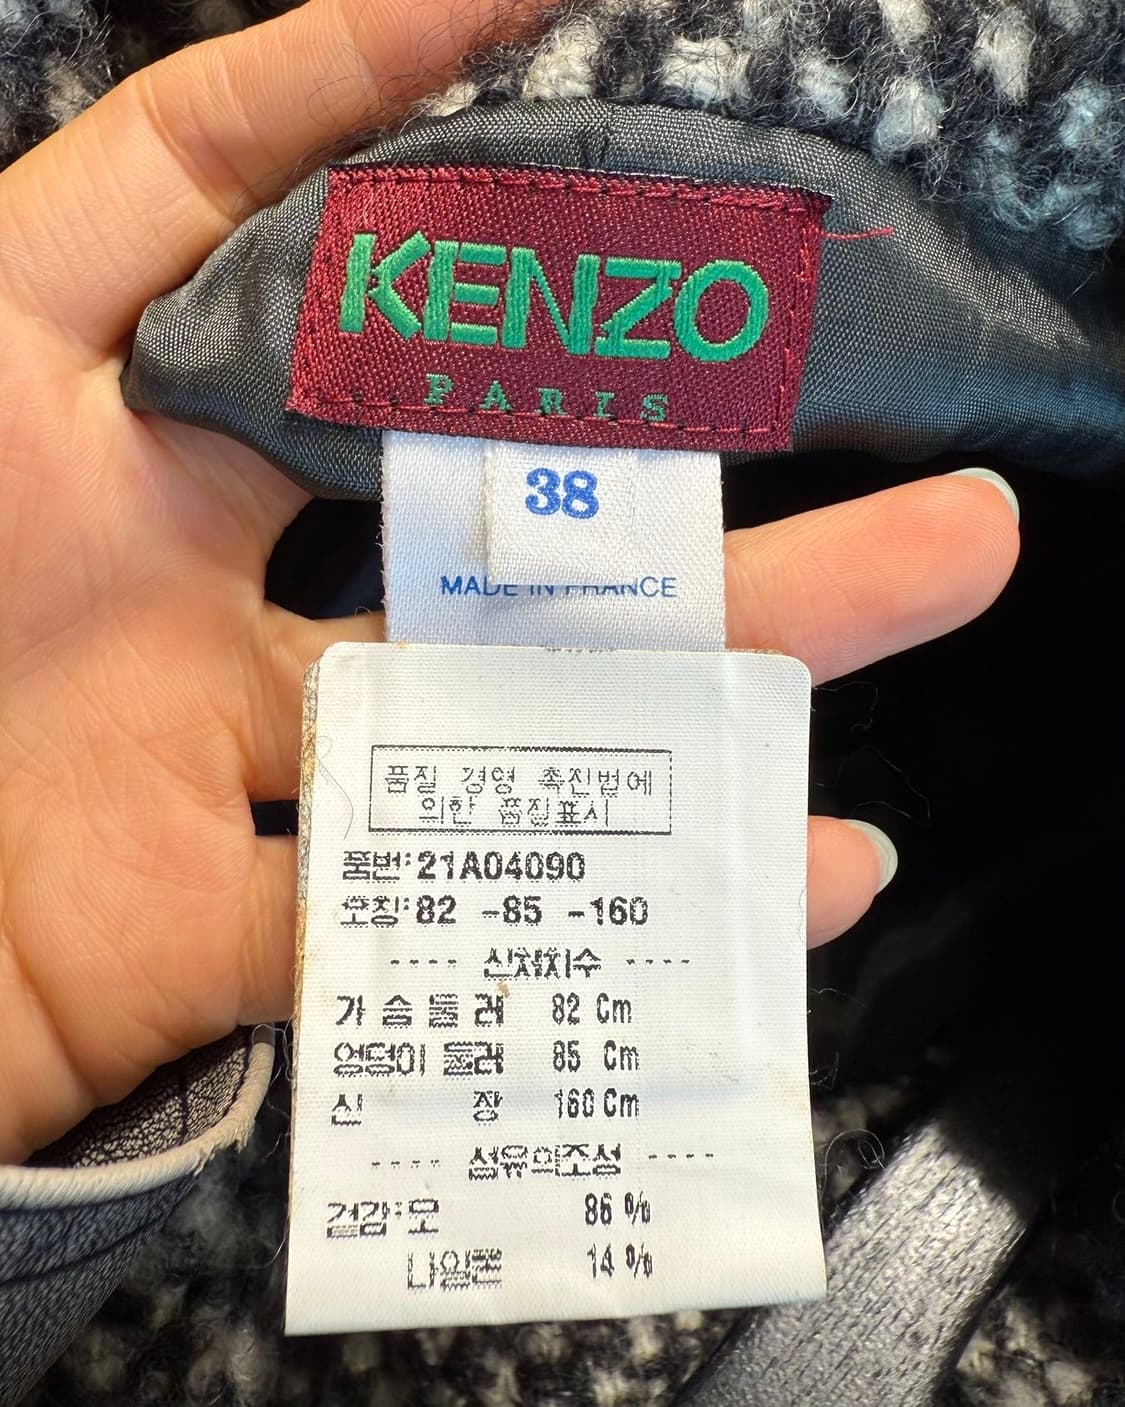 KENZO
PARIS
38
MADE IN FRANCE
품질 경영 촉진법에
의한 품질표시
품번:21A04090
호칭:82 -85 -160
---- 신체치수 ----
가슴둘레 82 Cm
엉덩이 둘레 85 Cm
신 장 160 Cm
---- 섬유의조성 ----
겉감:모 86 %
나일론 14 %